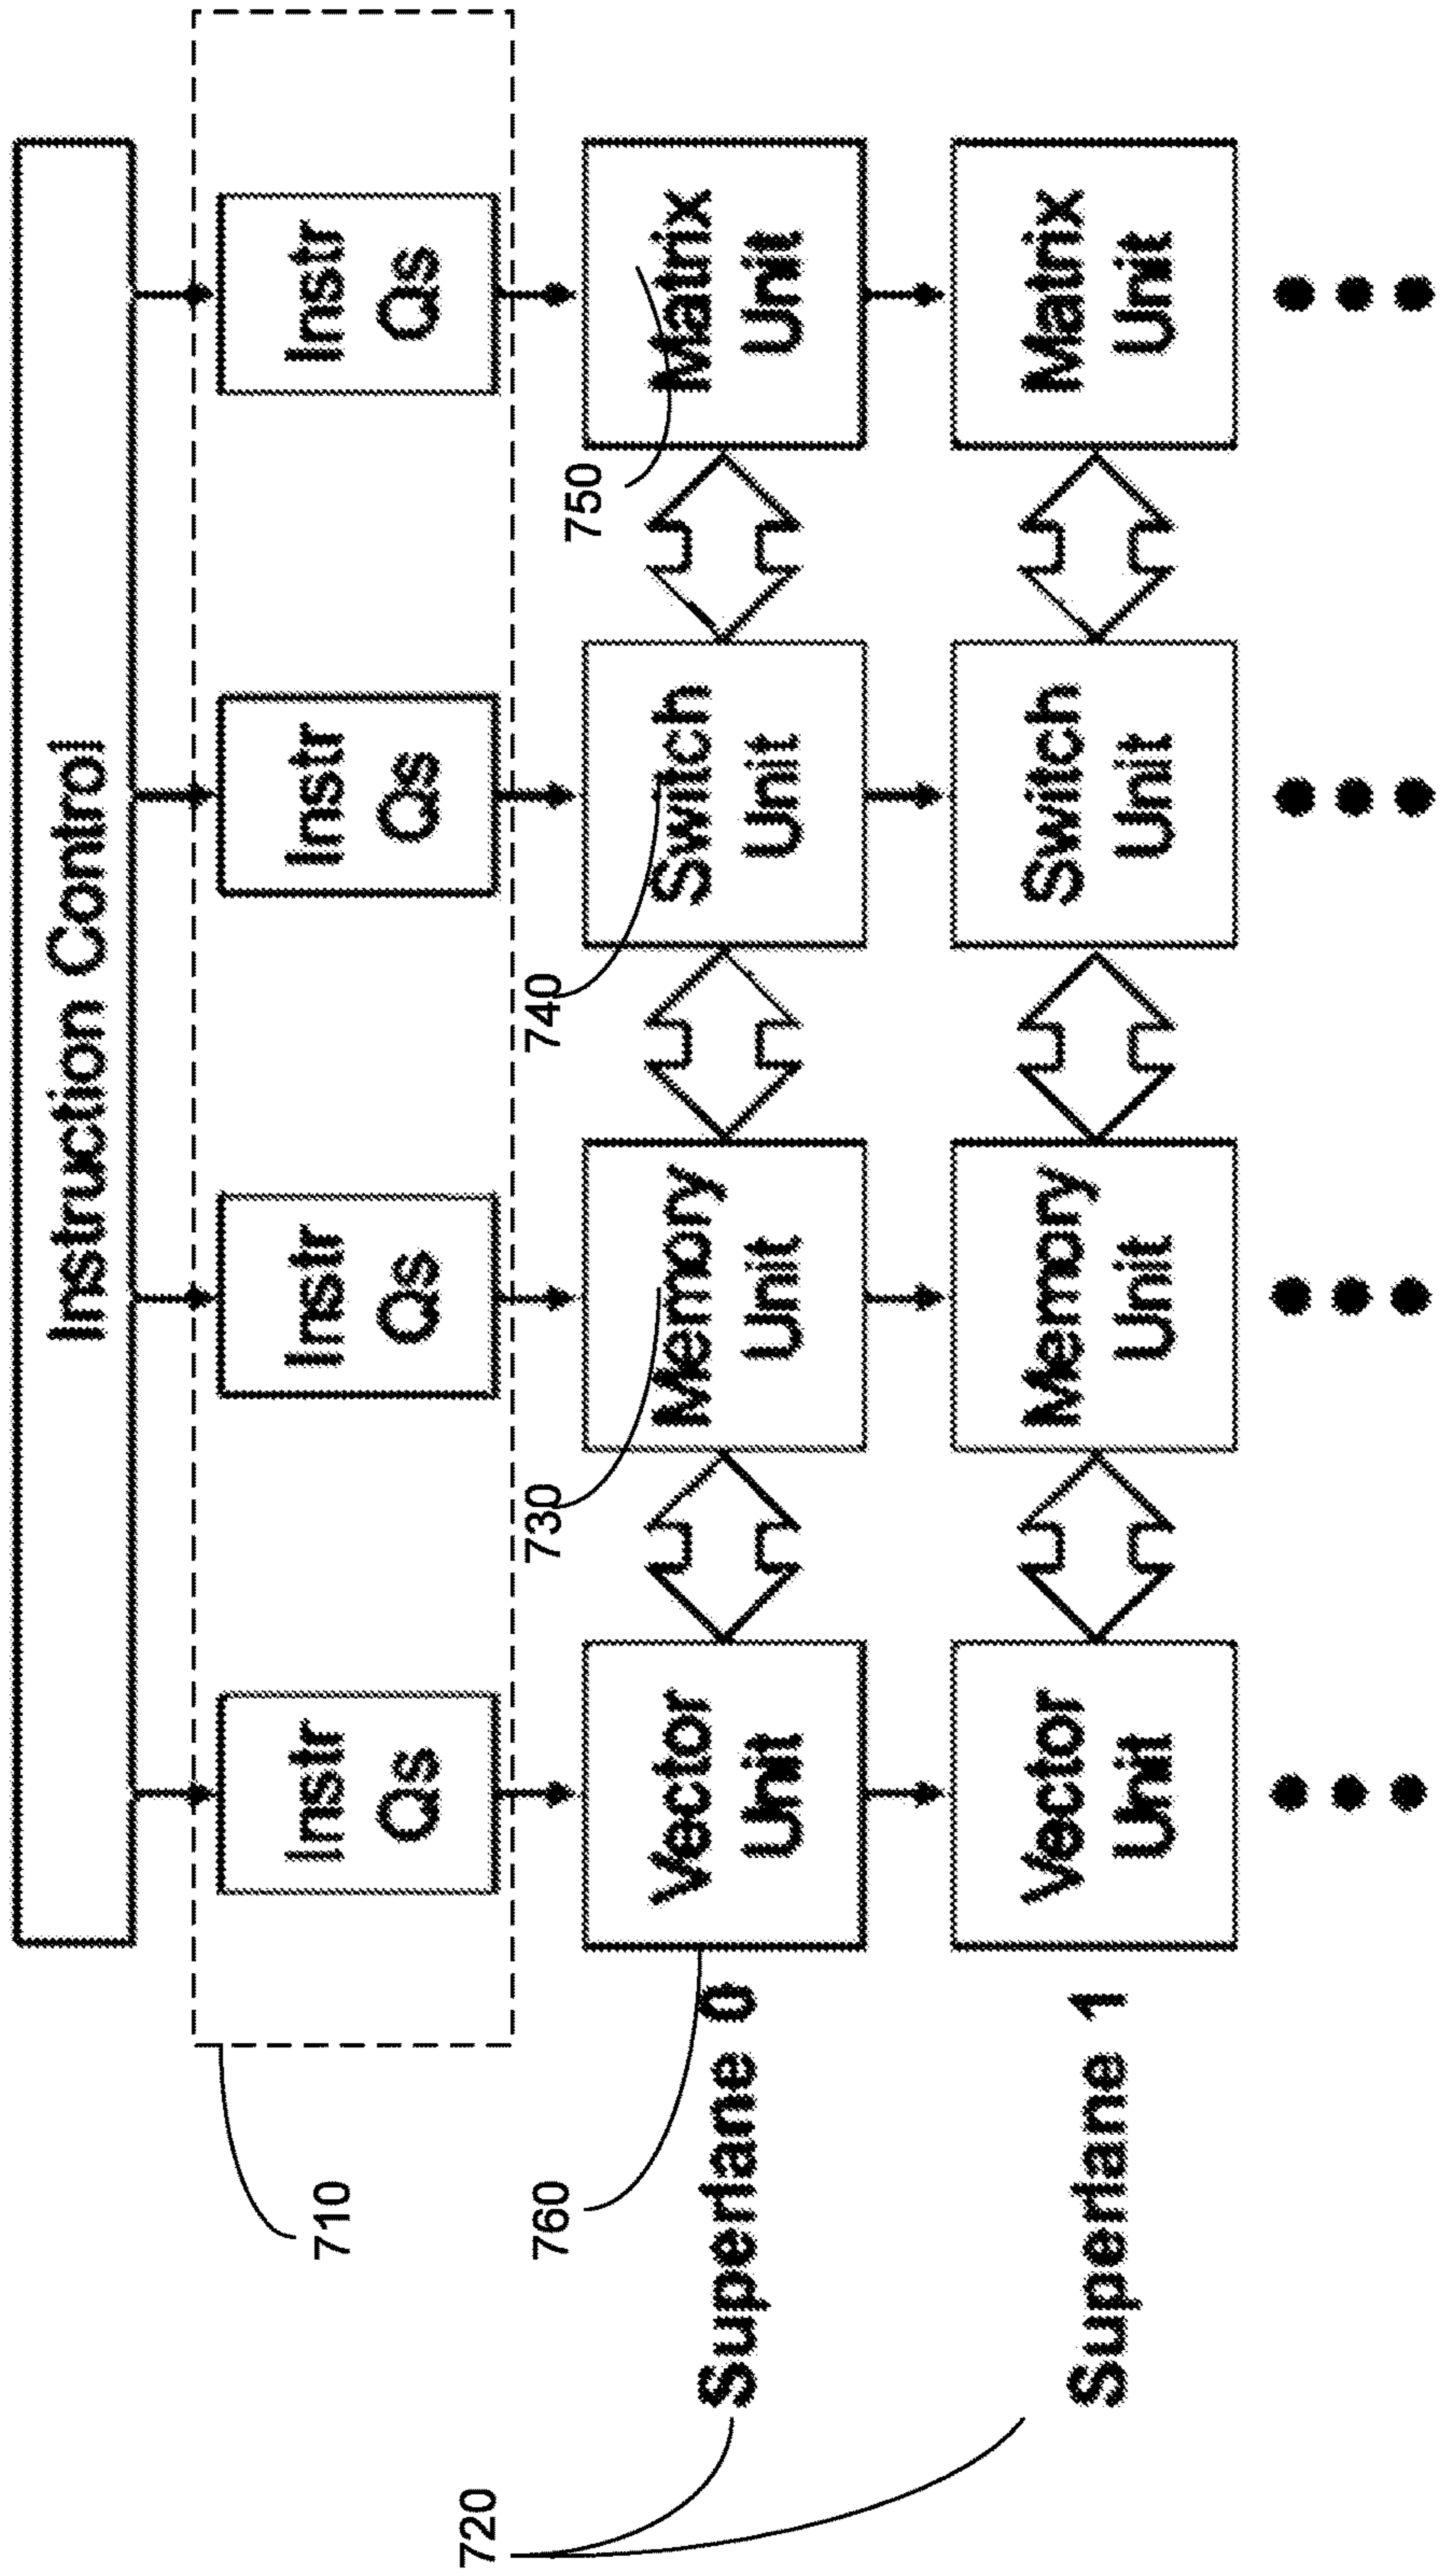 Instruction Control
710
Instr
Qs
Instr
Qs
Instr
Qs
Instr
Qs
760
730
740
750
720
Superlane 0
Vector
Unit
Memory
Unit
Switch
Unit
Matrix
Unit
Superlane 1
Vector
Unit
Memory
Unit
Switch
Unit
Matrix
Unit